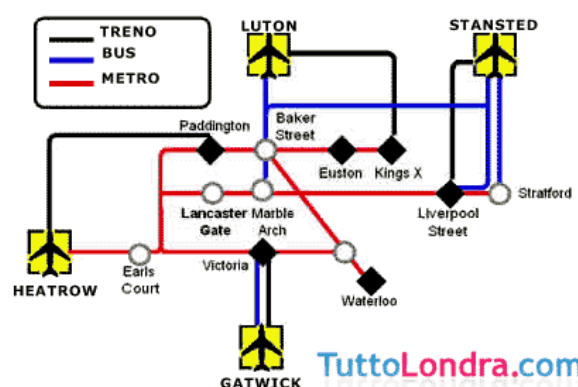 TRENO
BUS
METRO
LUTON
STANSTED
Paddington
Baker
Street
Euston
Kings X
Lancaster
Gate
Marble
Arch
Liverpool
Street
Stratford
Earls
Court
Victoria
Waterloo
HEATROW
GATWICK
TuttoLondra.com